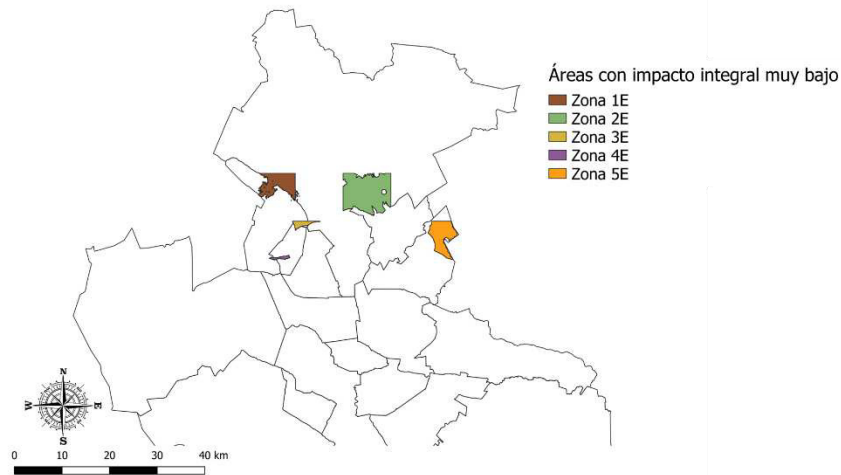 Áreas con impacto integral muy bajo
Zona 1E
Zona 2E
Zona 3E
Zona 4E
Zona 5E
N
W E
S
0 10 20 30 40 km